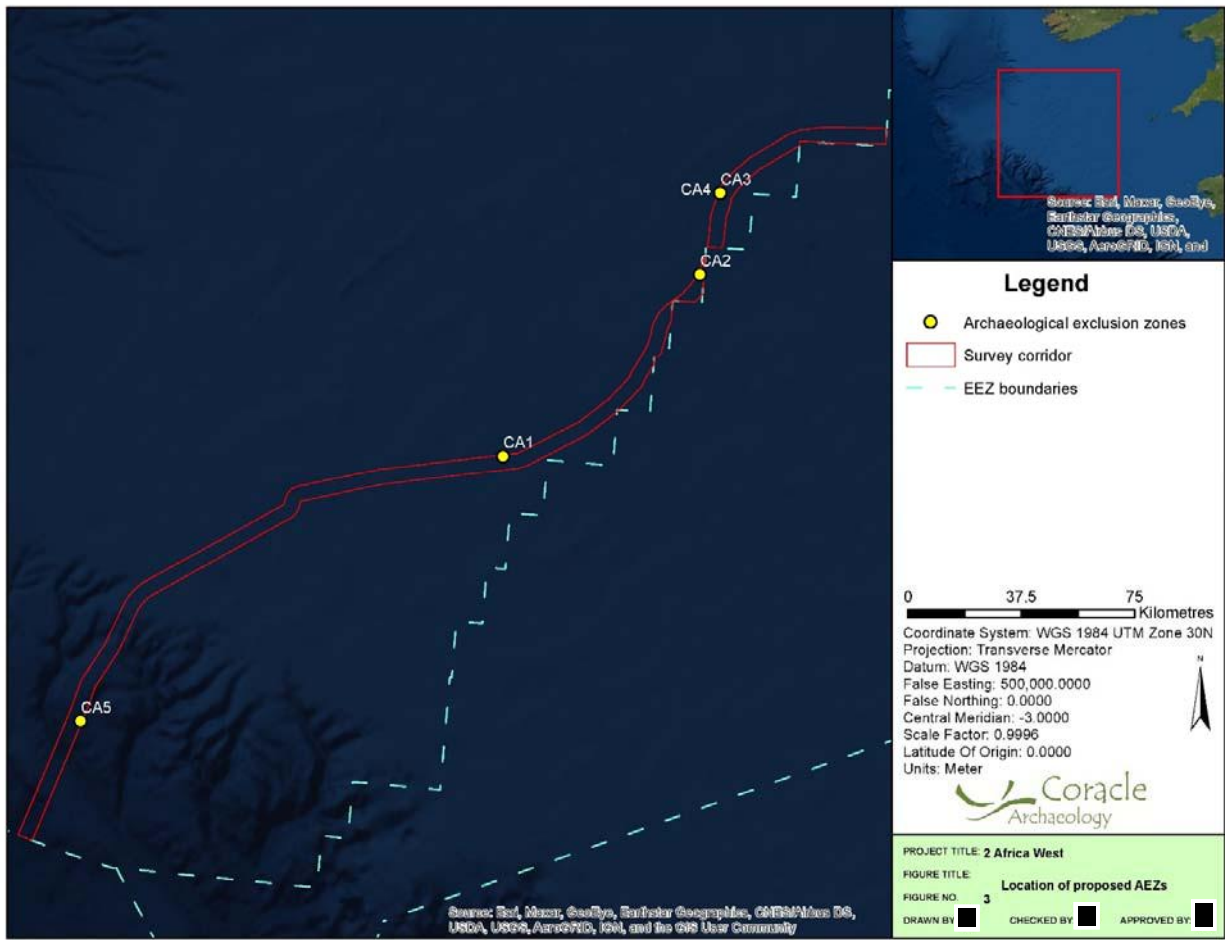 CA4 CA3
CA2
CA1
CA5
Source: Esri, Maxar, GeoEye, Earthstar Geographics, CNES/Airbus DS,
USDA, USGS, AeroGRID, IGN, and the GIS User Community
Source: Esri, Maxar, GeoEye,
Earthstar Geographics,
CNES/Airbus DS, USDA,
USGS, AeroGRID, IGN, and
Legend
Archaeological exclusion zones
Survey corridor
EEZ boundaries
0 37.5 75
Kilometres
Coordinate System: WGS 1984 UTM Zone 30N
Projection: Transverse Mercator
Datum: WGS 1984
False Easting: 500,000.0000
False Northing: 0.0000
Central Meridian: -3.0000
Scale Factor: 0.9996
Latitude Of Origin: 0.0000
Units: Meter
N
Coracle
Archaeology
PROJECT TITLE: 2 Africa West
FIGURE TITLE:
Location of proposed AEZs
FIGURE NO. 3
DRAWN BY: CHECKED BY: APPROVED BY: